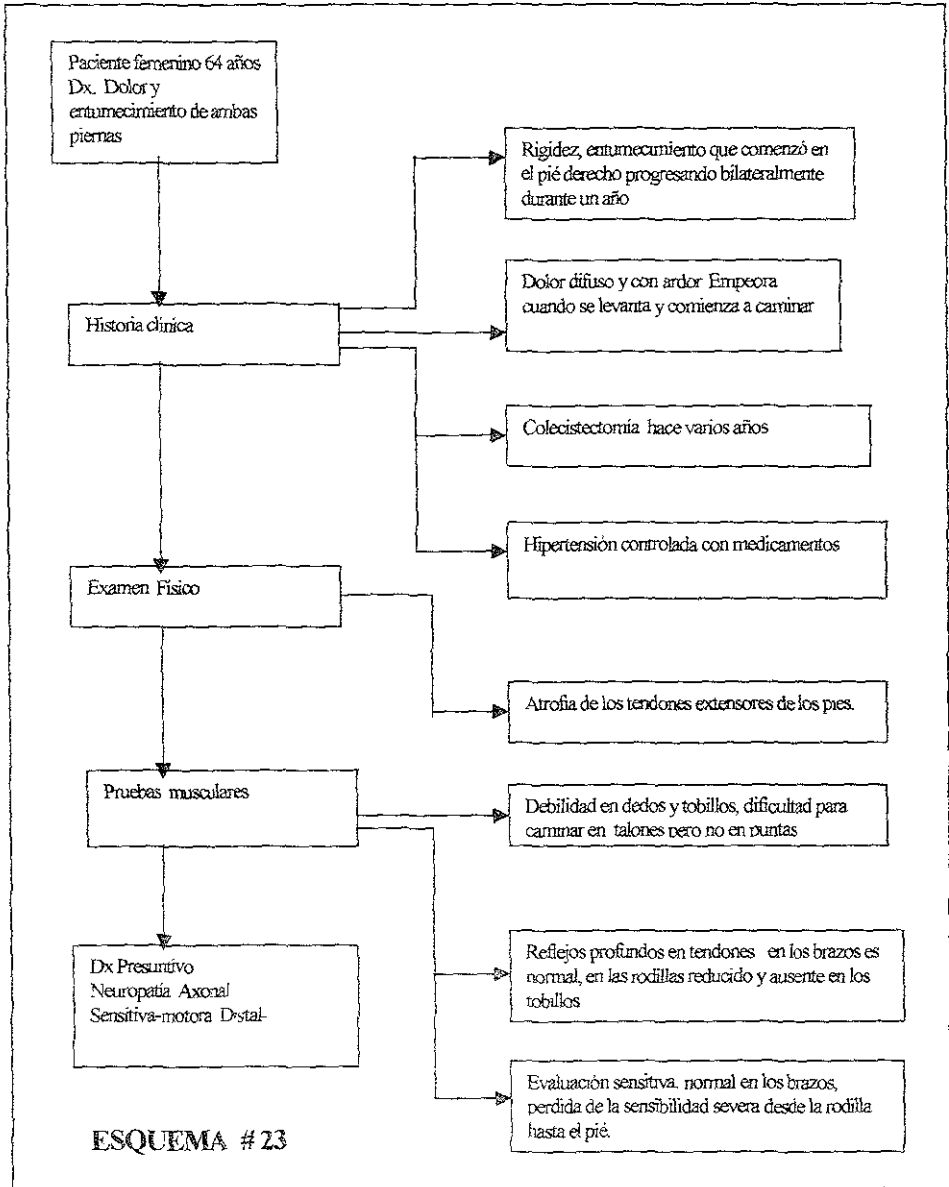 Paciente femenino 64 años
Dx. Dolor y
entumecimiento de ambas
piernas
Rigidez, entumecimiento que comenzó en
el pié derecho progresando bilateralmente
durante un año
Dolor difuso y con ardor Empeora
cuando se levanta y comienza a caminar
Historia clínica
Colecistectomía hace varios años
Hipertensión controlada con medicamentos
Examen Físico
Atrofia de los tendones extensores de los pies.
Pruebas musculares
Debilidad en dedos y tobillos, dificultad para
caminar en talones pero no en puntas
Reflejos profundos en tendones en los brazos es
normal, en las rodillas reducido y ausente en los
tobillos
Dx Presuntivo
Neuropatía Axonal
Sensitiva-motora Distal-
Evaluación sensitiva. normal en los brazos,
perdida de la sensibilidad severa desde la rodilla
hasta el pié.
ESQUEMA #23